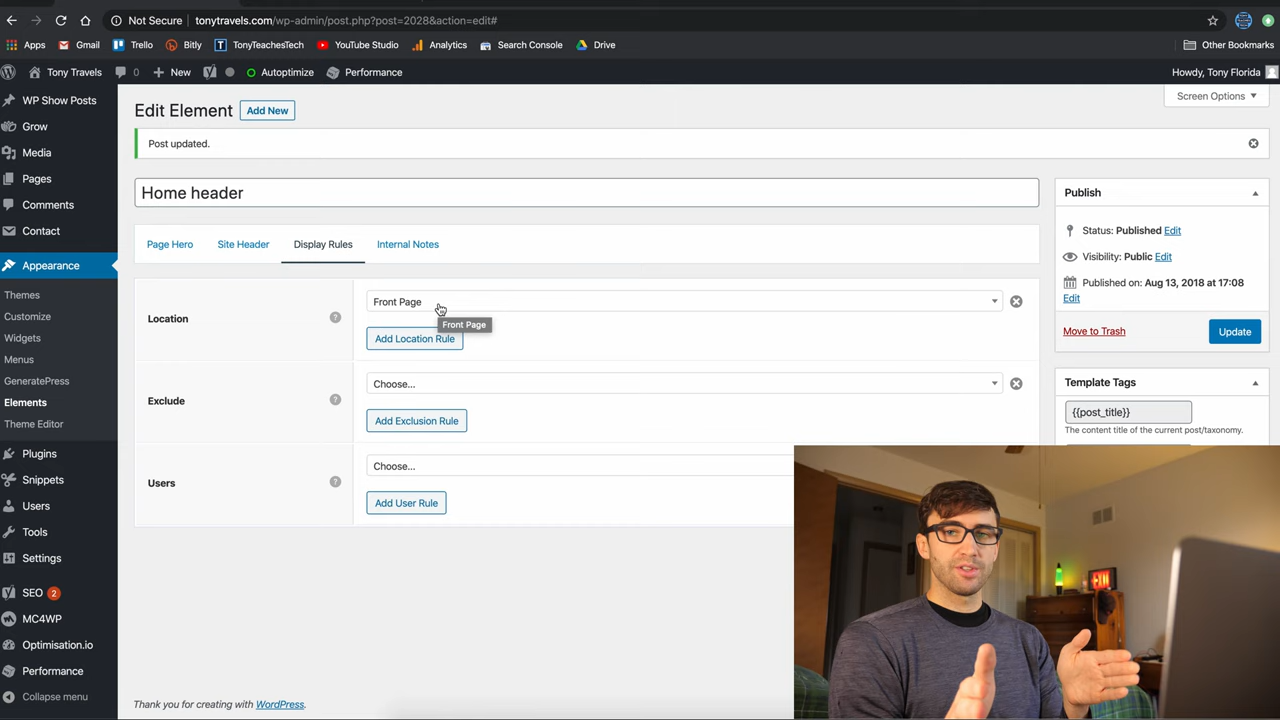 Not Secure | tonytravels.com/wp-admin/post.php?post=2028&action=edit#
Apps Gmail Trello Bitly TonyTeachesTech YouTube Studio Analytics Search Console Drive Other Bookmarks
Tony Travels 0 New Autoptimize Performance Howdy, Tony Florida
WP Show Posts
Grow
Media
Pages
Comments
Contact
Appearance
Themes
Customize
Widgets
Menus
GeneratePress
Elements
Theme Editor
Plugins
Snippets
Users
Tools
Settings
SEO 2
MC4WP
Optimisation.io
Performance
Collapse menu
Screen Options
Edit Element Add New
Post updated.
Home header
Page Hero Site Header Display Rules Internal Notes
Location ? Front Page
Front Page
Add Location Rule
Exclude ? Choose...
Add Exclusion Rule
Users ? Choose...
Add User Rule
Publish
Status: Published Edit
Visibility: Public Edit
Published on: Aug 13, 2018 at 17:08
Edit
Move to Trash Update
Template Tags
{{post_title}}
The content title of the current post/taxonomy.
Thank you for creating with WordPress.